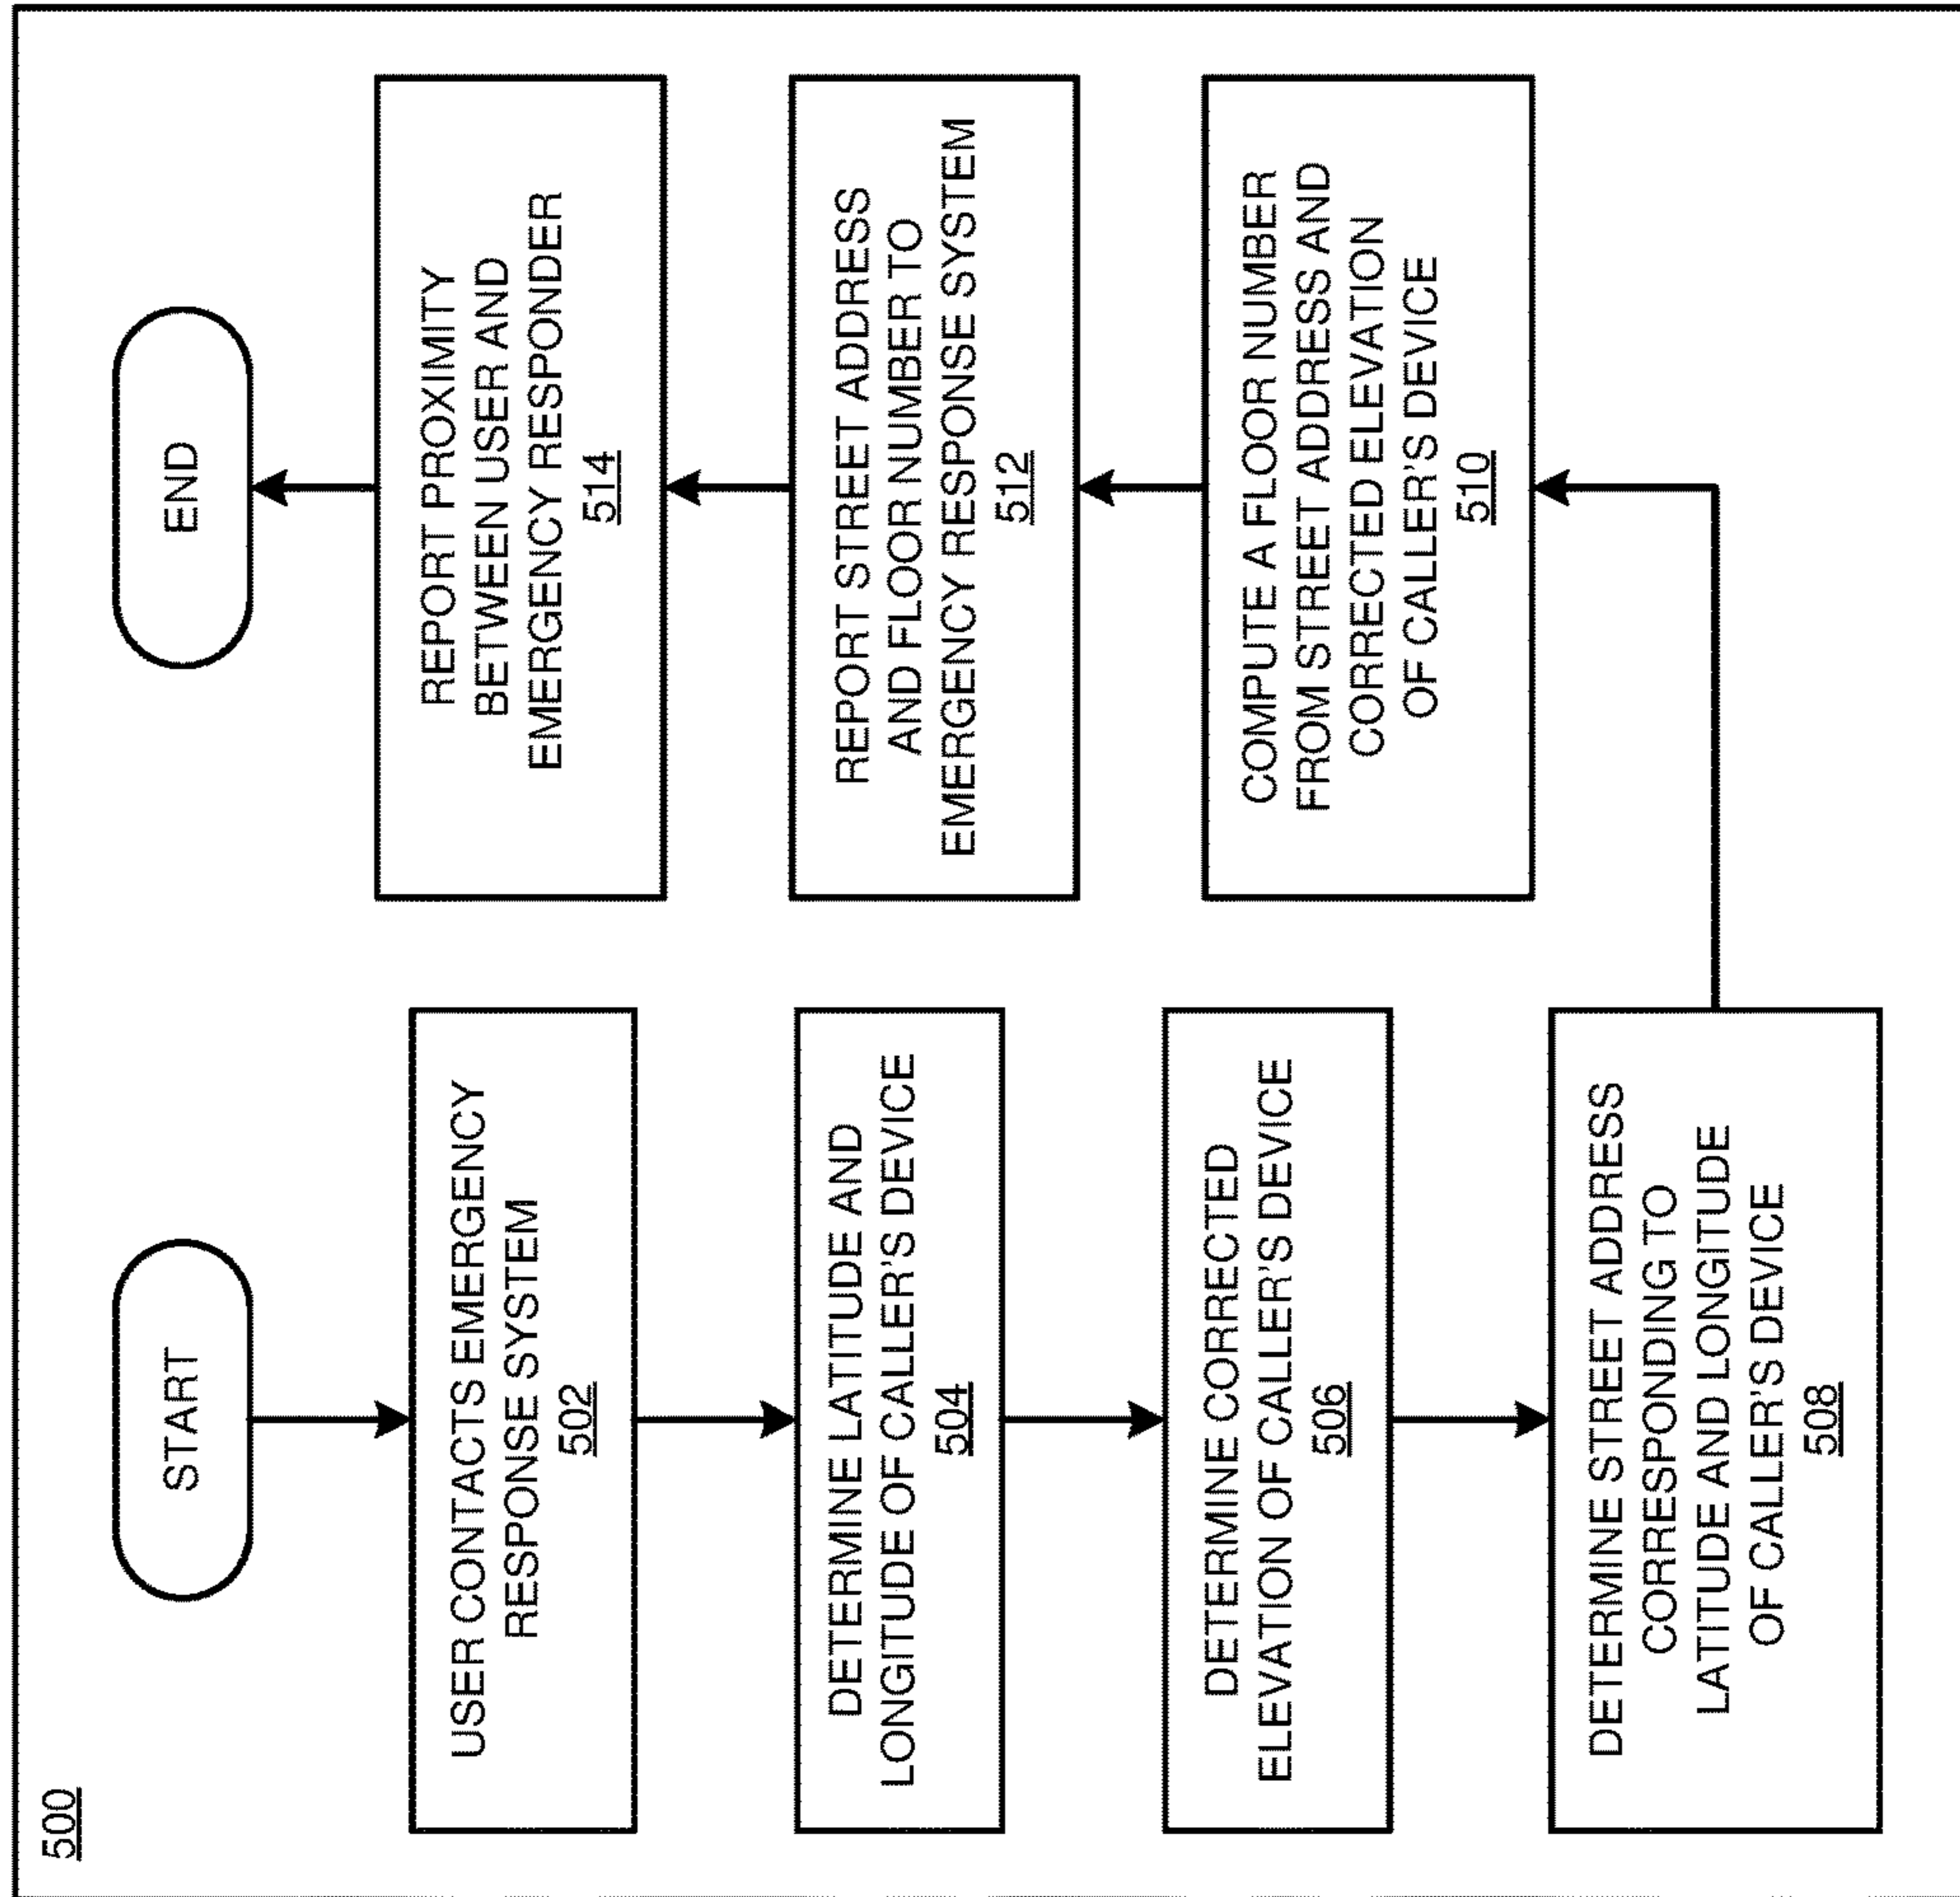 500
START
USER CONTACTS EMERGENCY
RESPONSE SYSTEM
502
DETERMINE LATITUDE AND
LONGITUDE OF CALLER'S DEVICE
504
DETERMINE CORRECTED
ELEVATION OF CALLER'S DEVICE
506
DETERMINE STREET ADDRESS
CORRESPONDING TO
LATITUDE AND LONGITUDE
OF CALLER'S DEVICE
508
COMPUTE A FLOOR NUMBER
FROM STREET ADDRESS AND
CORRECTED ELEVATION
OF CALLER'S DEVICE
510
REPORT STREET ADDRESS
AND FLOOR NUMBER TO
EMERGENCY RESPONSE SYSTEM
512
REPORT PROXIMITY
BETWEEN USER AND
EMERGENCY RESPONDER
514
END